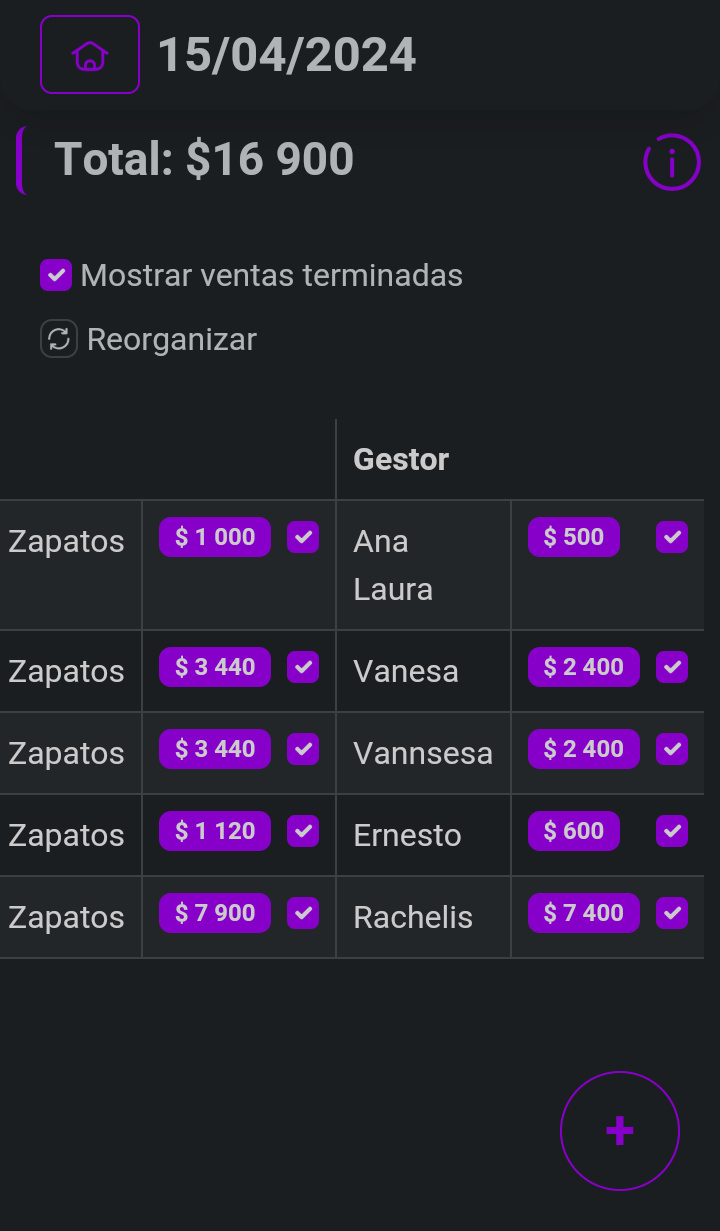 15/04/2024
Total: $16 900
Mostrar ventas terminadas
Reorganizar
Gestor
Zapatos $ 1 000 Ana Laura $ 500
Zapatos $ 3 440 Vanesa $ 2 400
Zapatos $ 3 440 Vannsesa $ 2 400
Zapatos $ 1 120 Ernesto $ 600
Zapatos $ 7 900 Rachelis $ 7 400
+